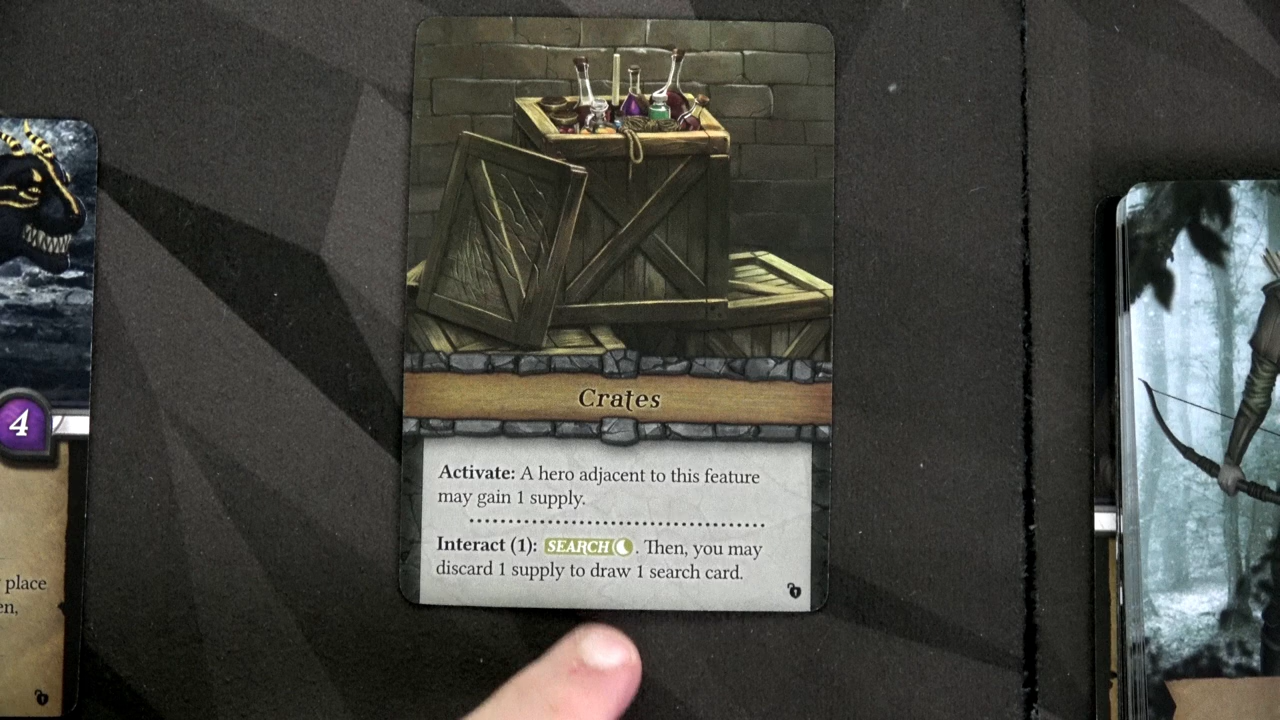 4
place
en,
Crates
Activate: A hero adjacent to this feature
may gain 1 supply.
Interact (1): SEARCH. Then, you may
discard 1 supply to draw 1 search card.